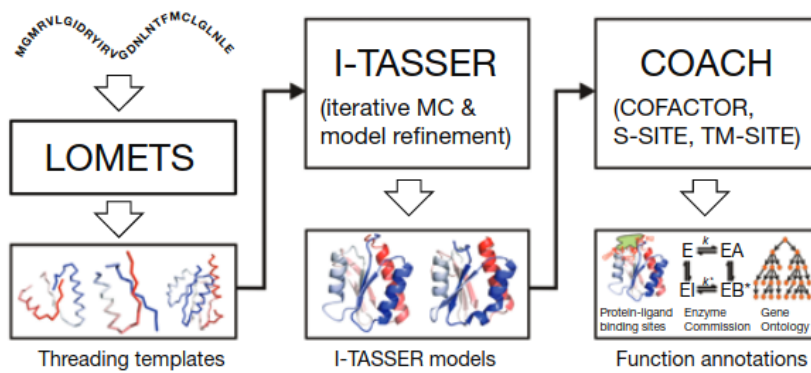 MGMRVLGIDRYIRVGDNLNTFMCLGLNLE
LOMETS
Threading templates
I-TASSER
(iterative MC &
model refinement)
I-TASSER models
COACH
(COFACTOR,
S-SITE, TM-SITE)
E k EA
EI k* EB*
Protein-ligand
binding sites
Enzyme
Commission
Gene
Ontology
Function annotations